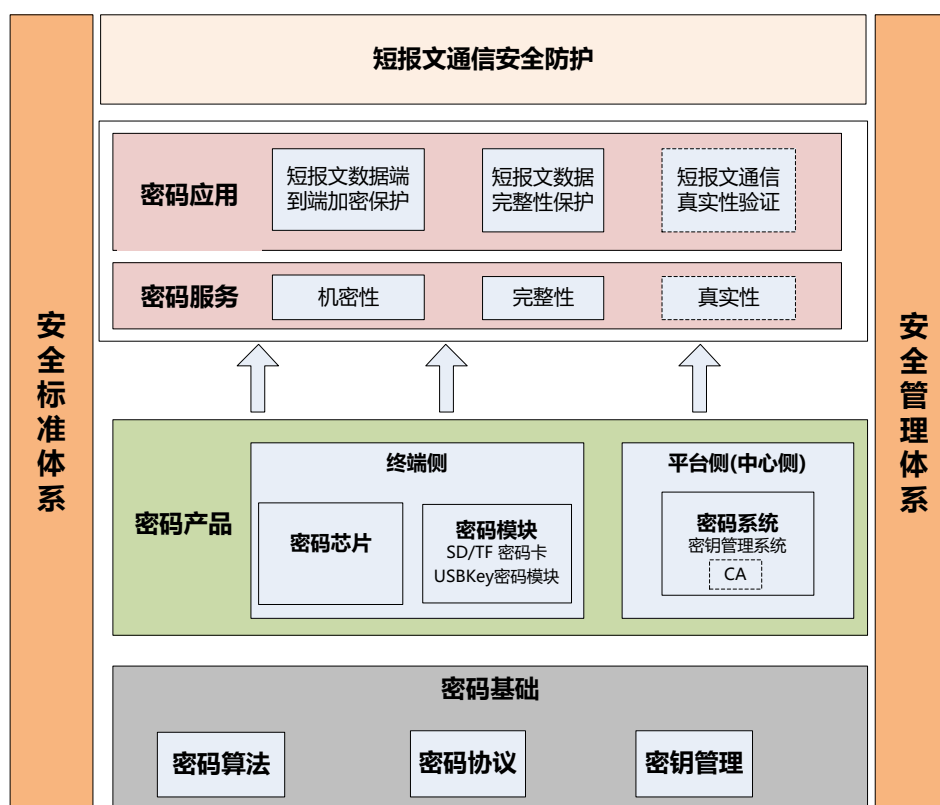 短报文通信安全防护
安全标准体系
密码应用
短报文数据端
到端加密保护
短报文数据
完整性保护
短报文通信
真实性验证
密码服务
机密性
完整性
真实性
密码产品
终端侧
密码芯片
密码模块
SD/TF 密码卡
USBKey密码模块
平台侧(中心侧)
密码系统
密钥管理系统
CA
密码基础
密码算法
密码协议
密钥管理
安全管理体系